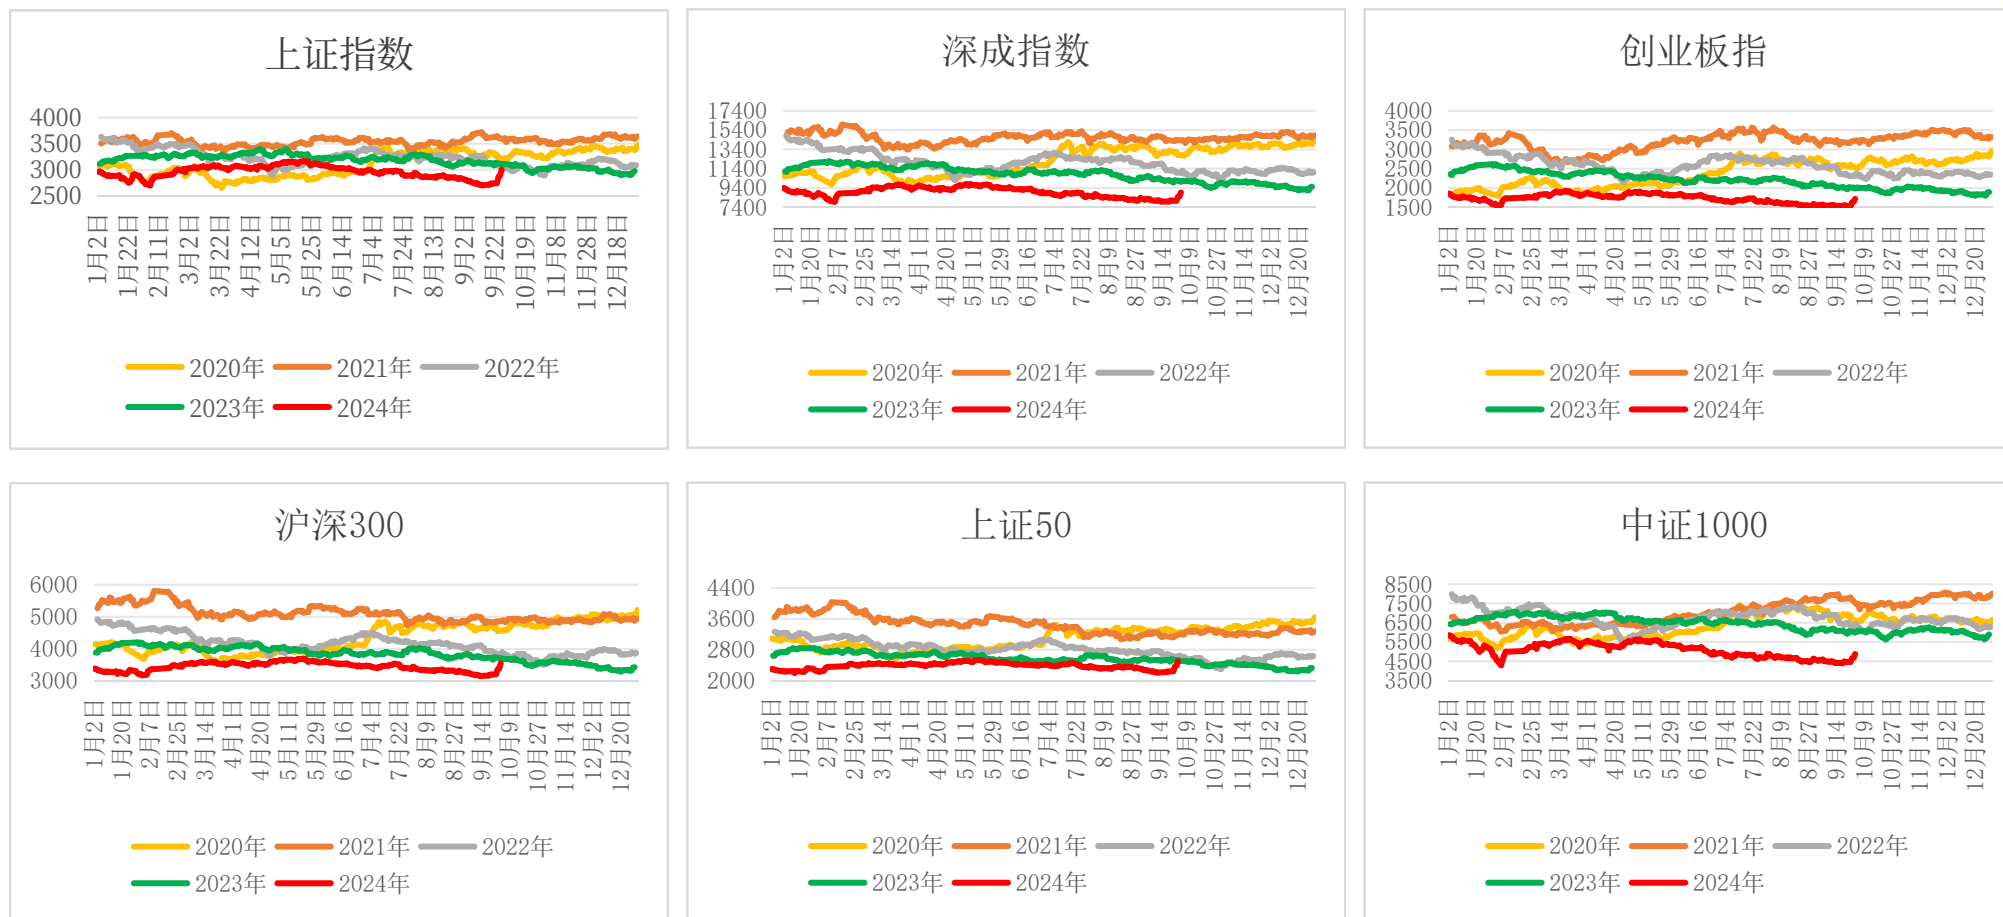 上证指数
4000
3500
3000
2500
1月2日 1月22日 2月11日 3月2日 3月22日 4月12日 5月5日 5月25日 6月14日 7月4日 7月24日 8月13日 9月2日 9月22日 10月19日 11月8日 11月28日 12月18日
2020年 2021年 2022年
2023年 2024年
深成指数
17400
15400
13400
11400
9400
7400
1月2日 1月20日 2月7日 2月25日 3月14日 4月1日 4月20日 5月11日 5月29日 6月16日 7月4日 7月22日 8月9日 8月27日 9月14日 10月9日 10月27日 11月14日 12月2日 12月20日
2020年 2021年 2022年
2023年 2024年
创业板指
4000
3500
3000
2500
2000
1500
1月2日 1月20日 2月7日 2月25日 3月14日 4月1日 4月20日 5月11日 5月29日 6月16日 7月4日 7月22日 8月9日 8月27日 9月14日 10月9日 10月27日 11月14日 12月2日 12月20日
2020年 2021年 2022年
2023年 2024年
沪深300
6000
5000
4000
3000
1月2日 1月20日 2月7日 2月25日 3月14日 4月1日 4月20日 5月11日 5月29日 6月16日 7月4日 7月22日 8月9日 8月27日 9月14日 10月9日 10月27日 11月14日 12月2日 12月20日
2020年 2021年 2022年
2023年 2024年
上证50
4400
3600
2800
2000
1月2日 1月20日 2月7日 2月25日 3月14日 4月1日 4月20日 5月11日 5月29日 6月16日 7月4日 7月22日 8月9日 8月27日 9月14日 10月9日 10月27日 11月14日 12月2日 12月20日
2020年 2021年 2022年
2023年 2024年
中证1000
8500
7500
6500
5500
4500
3500
1月2日 1月20日 2月7日 2月25日 3月14日 4月1日 4月20日 5月11日 5月29日 6月16日 7月4日 7月22日 8月9日 8月27日 9月14日 10月9日 10月27日 11月14日 12月2日 12月20日
2020年 2021年 2022年
2023年 2024年